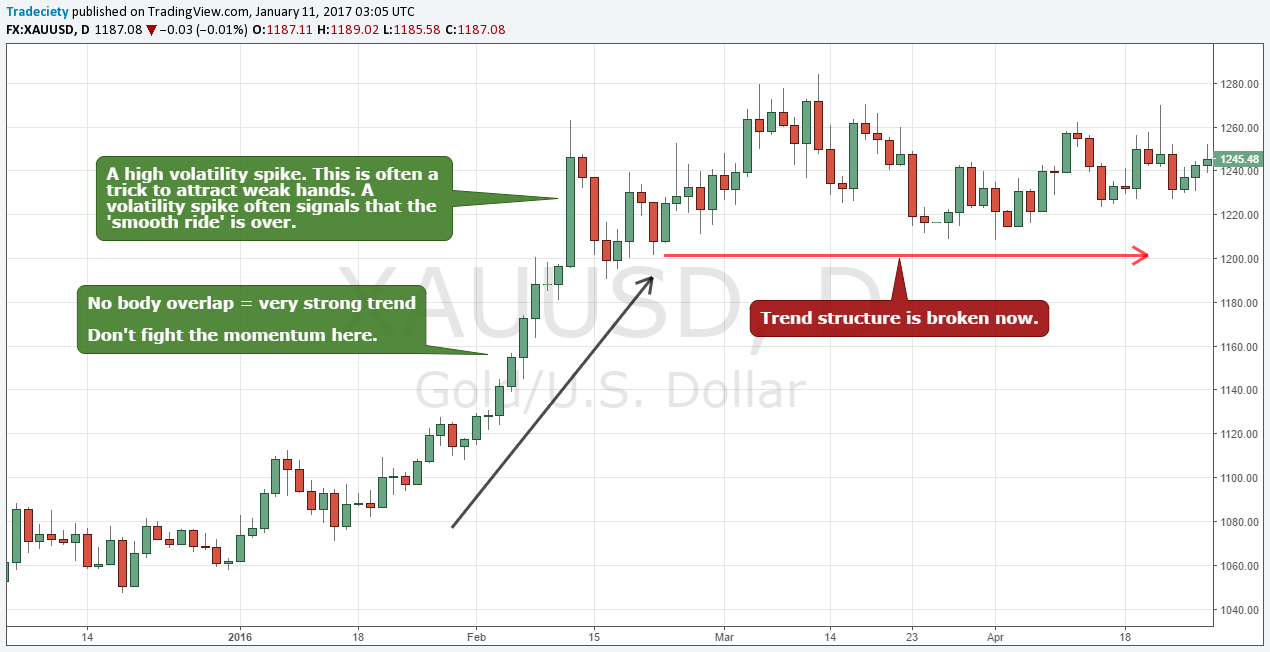 Tradeciety published on TradingView.com, January 11, 2017 03:05 UTC
FX:XAUUSD, D 1187.08 ▼ −0.03 (−0.01%) O:1187.11 H:1189.02 L:1185.58 C:1187.08
1280.00
1260.00
1245.48
1240.00
1220.00
1200.00
1180.00
1160.00
1140.00
1120.00
1100.00
1080.00
1060.00
1040.00
A high volatility spike. This is often a
trick to attract weak hands. A
volatility spike often signals that the
'smooth ride' is over.
No body overlap = very strong trend
Don't fight the momentum here.
Trend structure is broken now.
XAUUSD, D
Gold/U.S. Dollar
14
2016
18
Feb
15
Mar
14
23
Apr
18